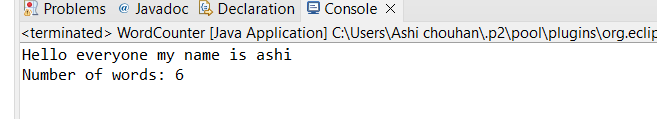 Problems @ Javadoc Declaration Console
<terminated> WordCounter [Java Application] C:\Users\Ashi chouhan\.p2\pool\plugins\org.eclip
Hello everyone my name is ashi
Number of words: 6